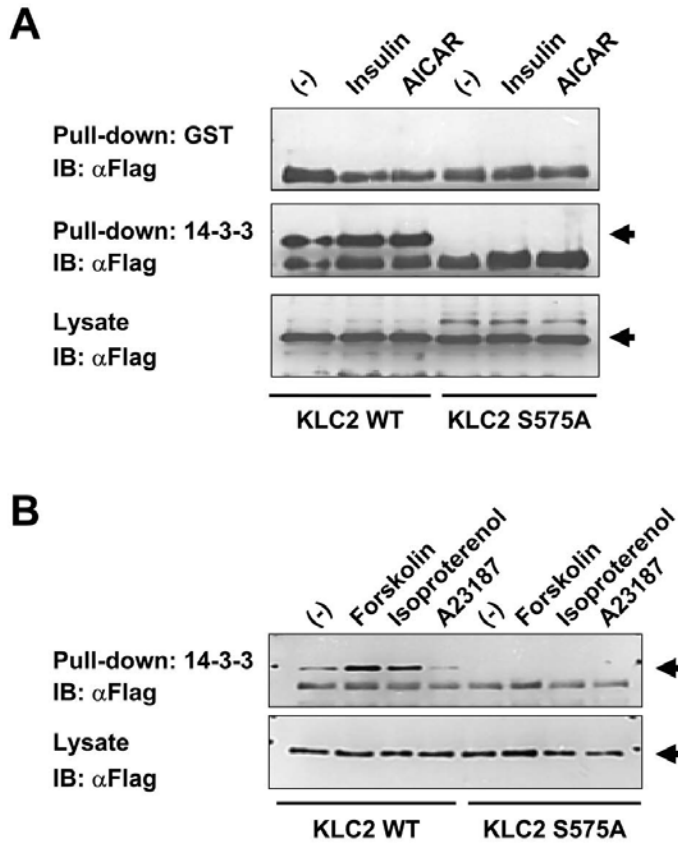 A
(-) Insulin AICAR (-) Insulin AICAR
Pull-down: GST
IB: αFlag
Pull-down: 14-3-3
IB: αFlag
Lysate
IB: αFlag
KLC2 WT KLC2 S575A
B
(-) Forskolin Isoproterenol A23187 (-) Forskolin Isoproterenol A23187
Pull-down: 14-3-3
IB: αFlag
Lysate
IB: αFlag
KLC2 WT KLC2 S575A